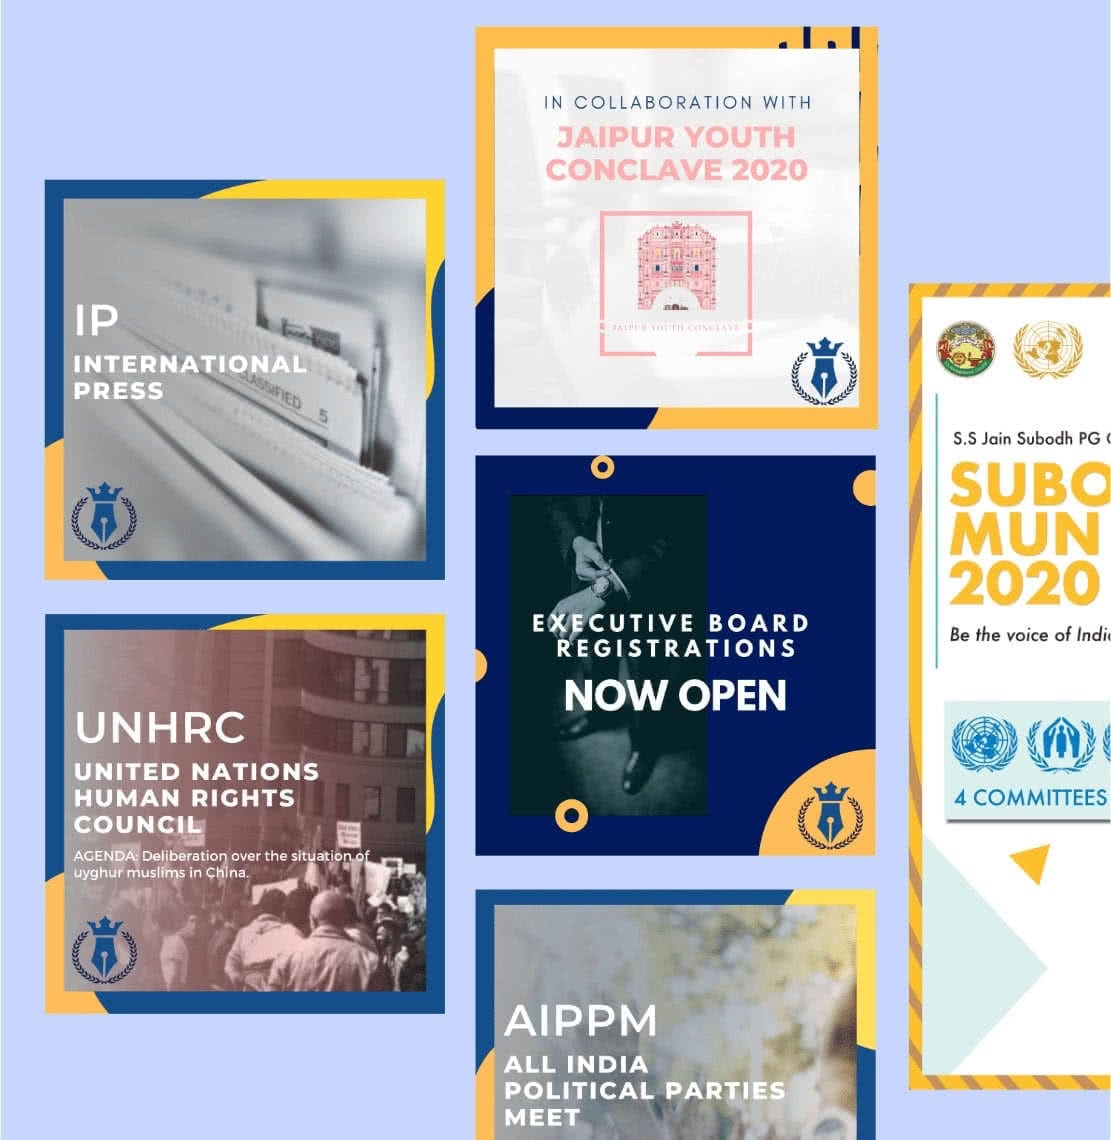 IN COLLABORATION WITH
JAIPUR YOUTH
CONCLAVE 2020
JAIPUR YOUTH CONCLAVE
IP
INTERNATIONAL
PRESS
CLASSIFIED 5
EXECUTIVE BOARD
REGISTRATIONS
NOW OPEN
UNHRC
UNITED NATIONS
HUMAN RIGHTS
COUNCIL
AGENDA: Deliberation over the situation of
uyghur muslims in China.
AIPPM
ALL INDIA
POLITICAL PARTIES
MEET
S.S Jain Subodh PG
SUBO
MUN
2020
Be the voice of Indi
4 COMMITTEES